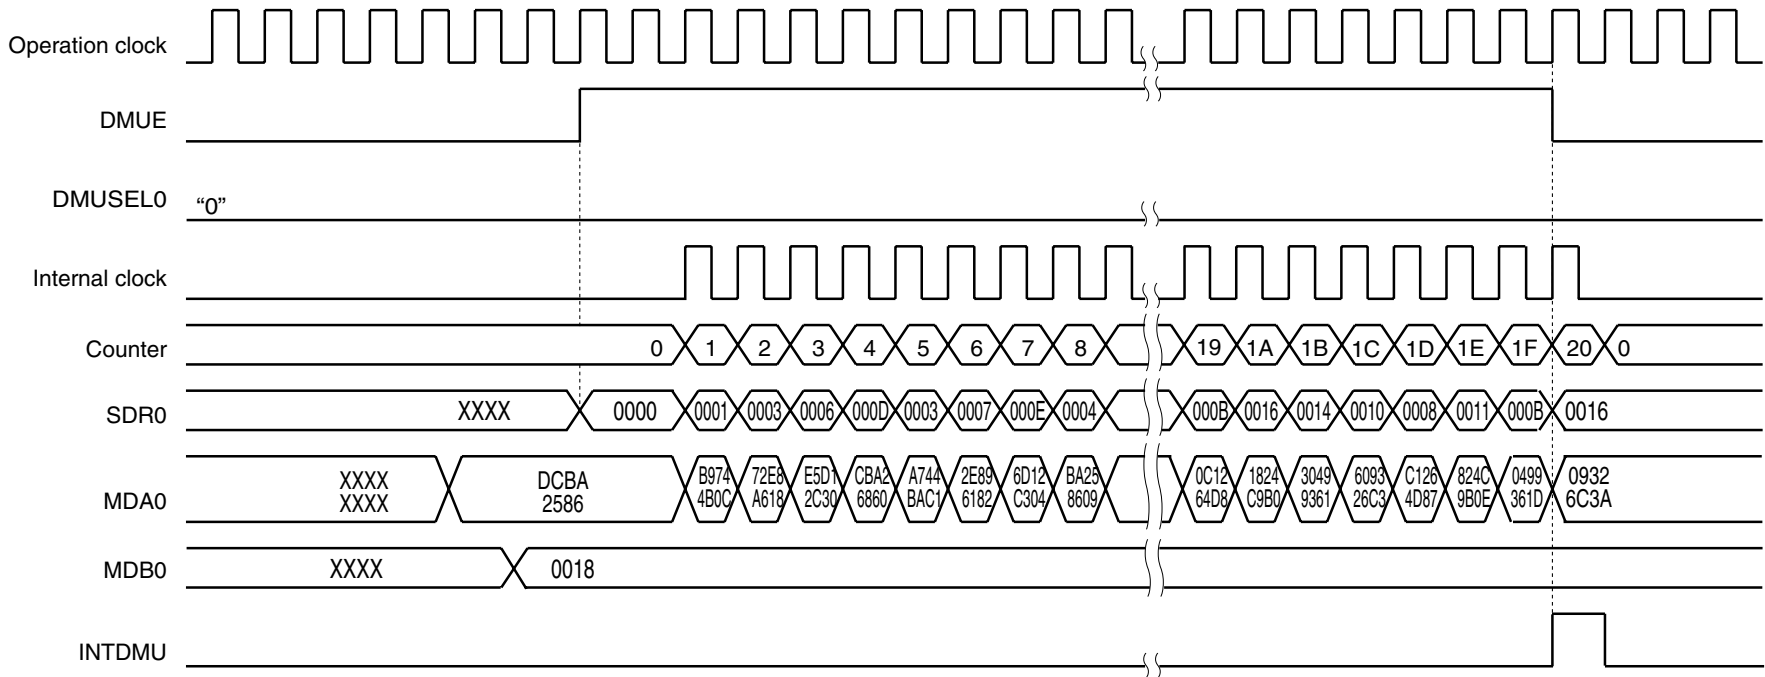 Operation clock
DMUE
DMUSEL0 “0”
Internal clock
Counter 0 1 2 3 4 5 6 7 8 19 1A 1B 1C 1D 1E 1F 20 0
SDR0 XXXX 0000 0001 0003 0006 000D 0003 0007 000E 0004 000B 0016 0014 0010 0008 0011 000B 0016
XXXX DCBA B974 72E8 E5D1 CBA2 A744 2E89 6D12 BA25 0C12 1824 3049 6093 C126 824C 0499 0932
MDA0 XXXX 2586 4B0C A618 2C30 6860 BAC1 6182 C304 8609 64D8 C9B0 9361 26C3 4D87 9B0E 361D 6C3A
MDB0 XXXX 0018
INTDMU